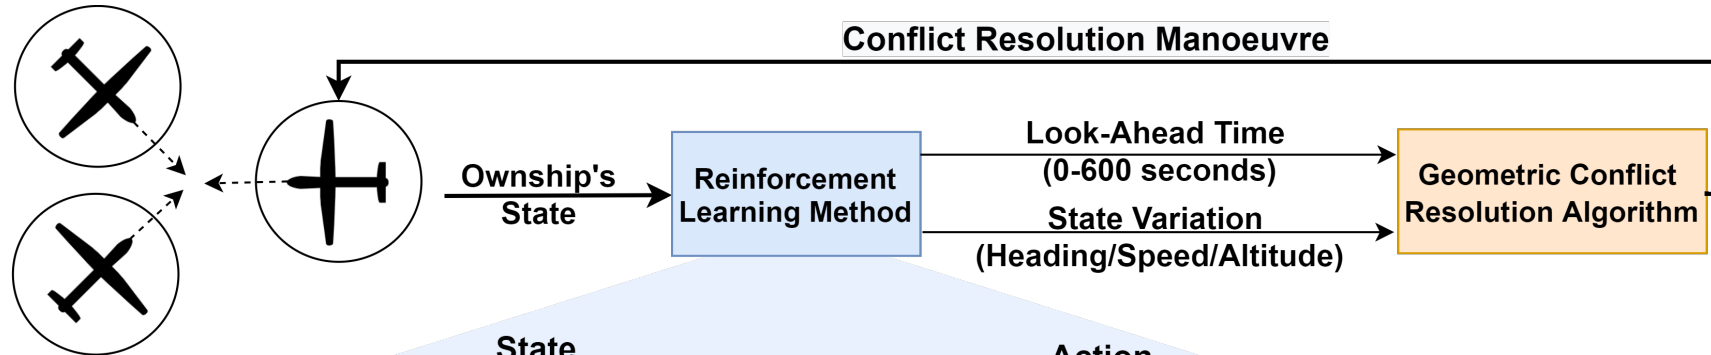 Conflict Resolution Manoeuvre
Ownship's
State
Reinforcement
Learning Method
Look-Ahead Time
(0-600 seconds)
State Variation
(Heading/Speed/Altitude)
Geometric Conflict
Resolution Algorithm
State
Action